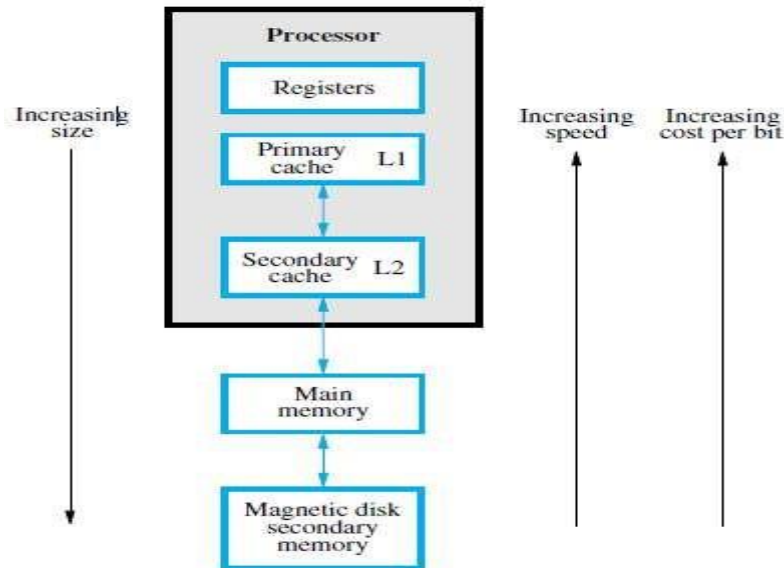 Processor
Registers
Increasing
size
Increasing
speed
Increasing
cost per bit
Primary
cache L1
Secondary
cache L2
Main
memory
Magnetic disk
secondary
memory